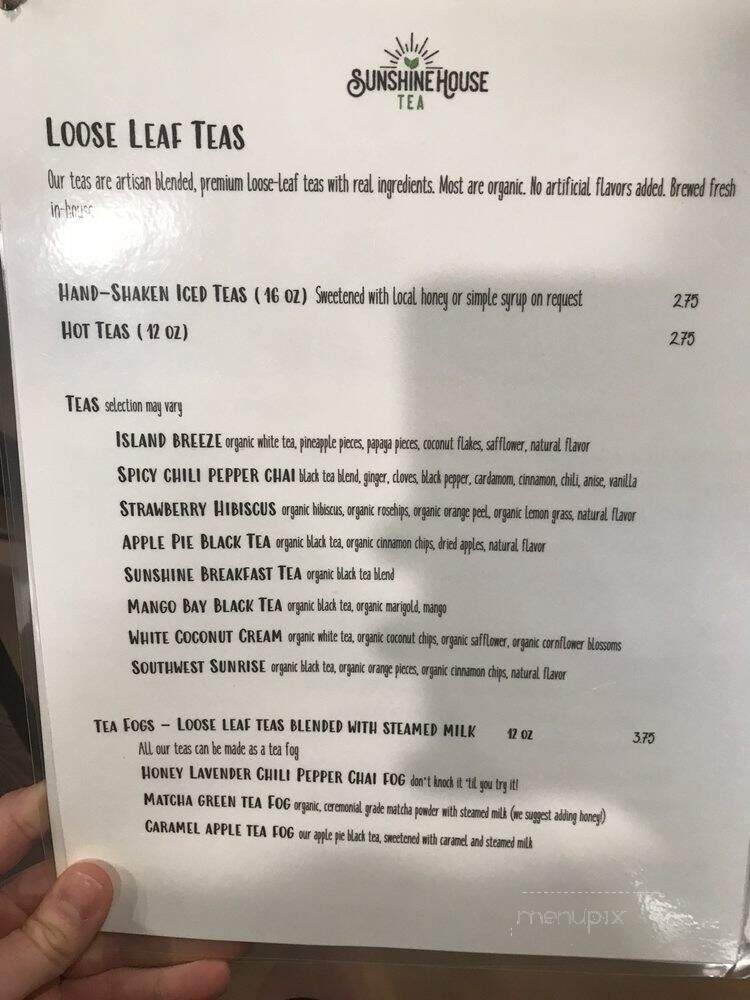 SUNSHINE HOUSE
TEA
LOOSE LEAF TEAS
Our teas are artisan blended, premium loose-leaf teas with real ingredients. Most are organic. No artificial flavors added. Brewed fresh
in-house
HAND-SHAKEN ICED TEAS ( 16 OZ) Sweetened with local honey or simple syrup on request 2.75
HOT TEAS ( 12 OZ) 2.75
TEAS selection may vary
ISLAND BREEZE organic white tea, pineapple pieces, papaya pieces, coconut flakes, safflower, natural flavor
SPICY CHILI PEPPER CHAI black tea blend, ginger, cloves, black pepper, cardamom, cinnamon, chili, anise, vanilla
STRAWBERRY HIBISCUS organic hibiscus, organic rosehips, organic orange peel, organic lemon grass, natural flavor
APPLE PIE BLACK TEA organic black tea, organic cinnamon chips, dried apples, natural flavor
SUNSHINE BREAKFAST TEA organic black tea blend
MANGO BAY BLACK TEA organic black tea, organic marigold, mango
WHITE COCONUT CREAM organic white tea, organic coconut chips, organic safflower, organic cornflower blossoms
SOUTHWEST SUNRISE organic black tea, organic orange pieces, organic cinnamon chips, natural flavor
TEA FOGS – LOOSE LEAF TEAS BLENDED WITH STEAMED MILK 12 OZ 3.75
All our teas can be made as a tea fog
HONEY LAVENDER CHILI PEPPER CHAI FOG don't knock it 'til you try it!
MATCHA GREEN TEA FOG organic, ceremonial grade matcha powder with steamed milk (we suggest adding honey!)
CARAMEL APPLE TEA FOG our apple pie black tea, sweetened with caramel and steamed milk
menupix